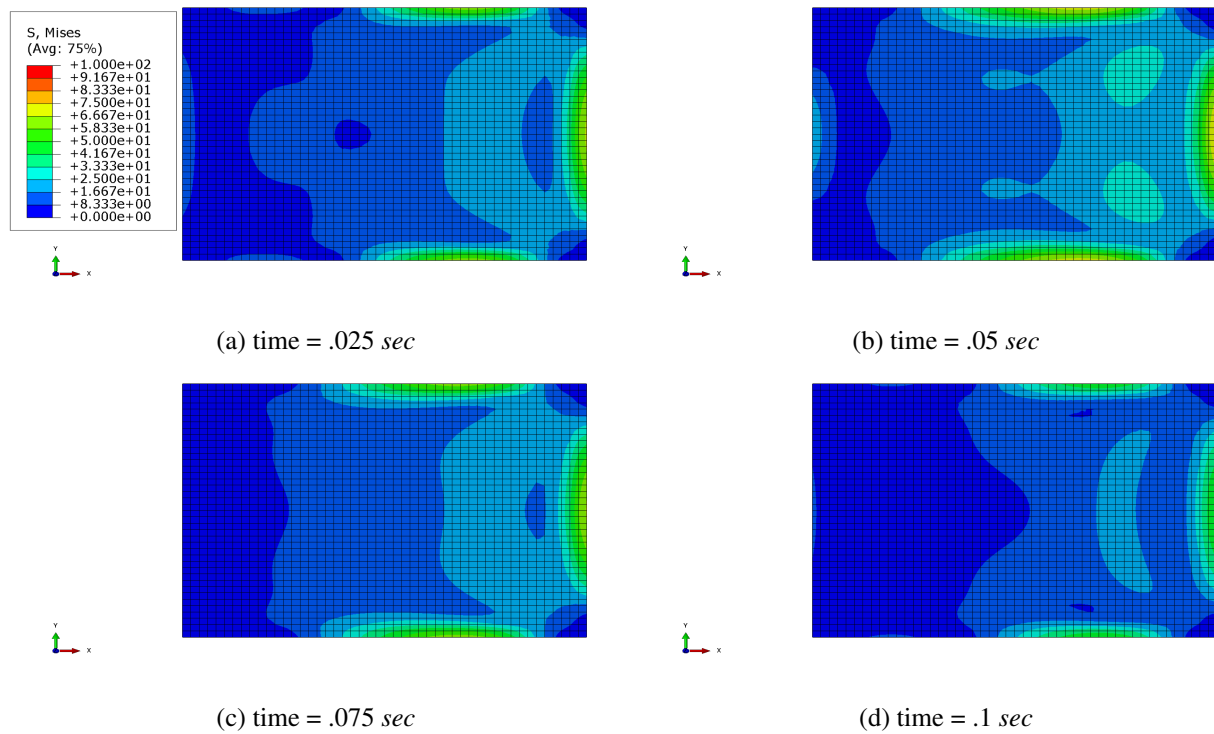 S, Mises
(Avg: 75%)
+1.000e+02
+9.167e+01
+8.333e+01
+7.500e+01
+6.667e+01
+5.833e+01
+5.000e+01
+4.167e+01
+3.333e+01
+2.500e+01
+1.667e+01
+8.333e+00
+0.000e+00
Y
X
Y
X
(a) time = .025 sec
(b) time = .05 sec
Y
X
Y
X
(c) time = .075 sec
(d) time = .1 sec